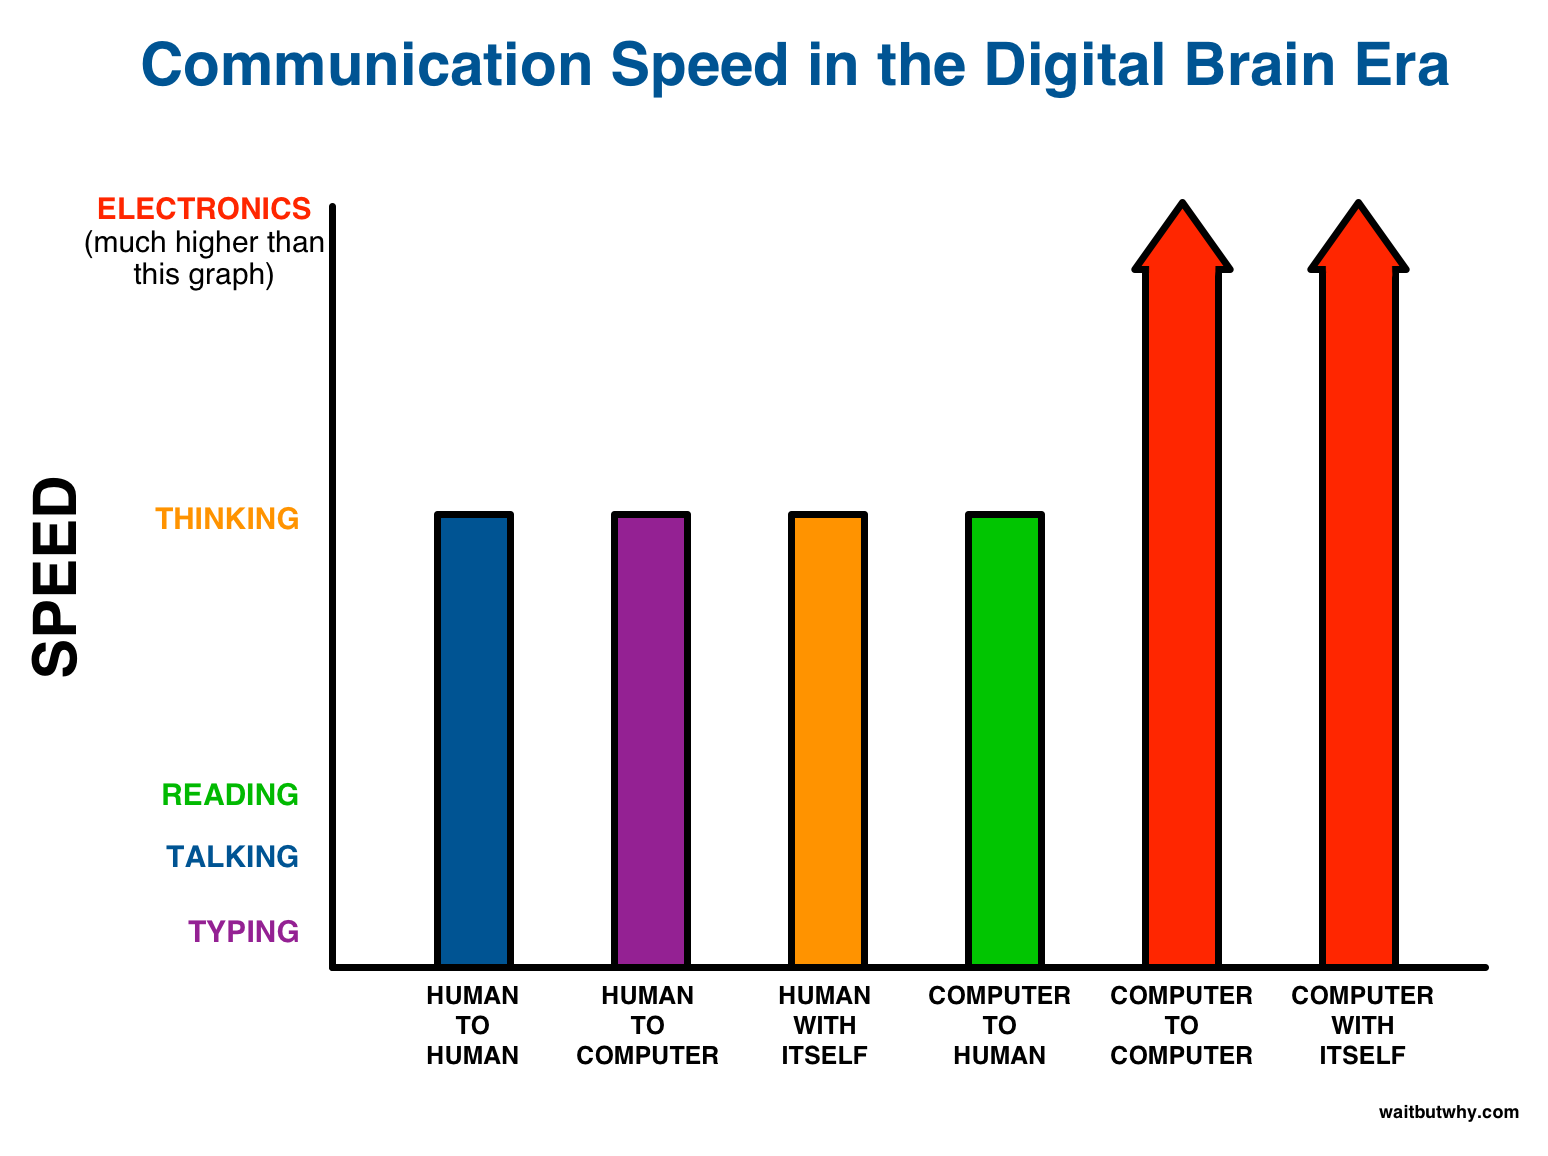 Communication Speed in the Digital Brain Era
ELECTRONICS
(much higher than
this graph)
SPEED
THINKING
READING
TALKING
TYPING
HUMAN
TO
HUMAN
HUMAN
TO
COMPUTER
HUMAN
WITH
ITSELF
COMPUTER
TO
HUMAN
COMPUTER
TO
COMPUTER
COMPUTER
WITH
ITSELF
waitbutwhy.com